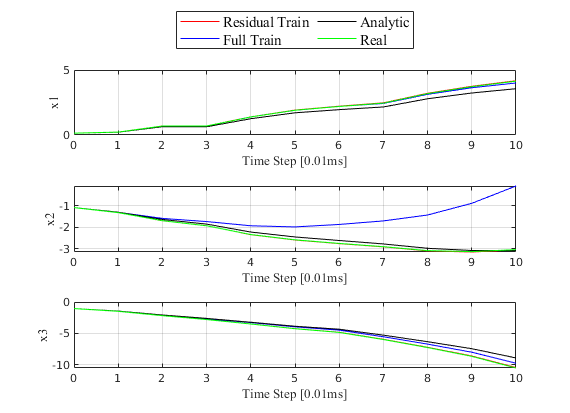 Residual Train Analytic
Full Train Real
5
0
x1
0 1 2 3 4 5 6 7 8 9 10
Time Step [0.01ms]
-1
-2
-3
x2
0 1 2 3 4 5 6 7 8 9 10
Time Step [0.01ms]
0
-5
-10
x3
0 1 2 3 4 5 6 7 8 9 10
Time Step [0.01ms]